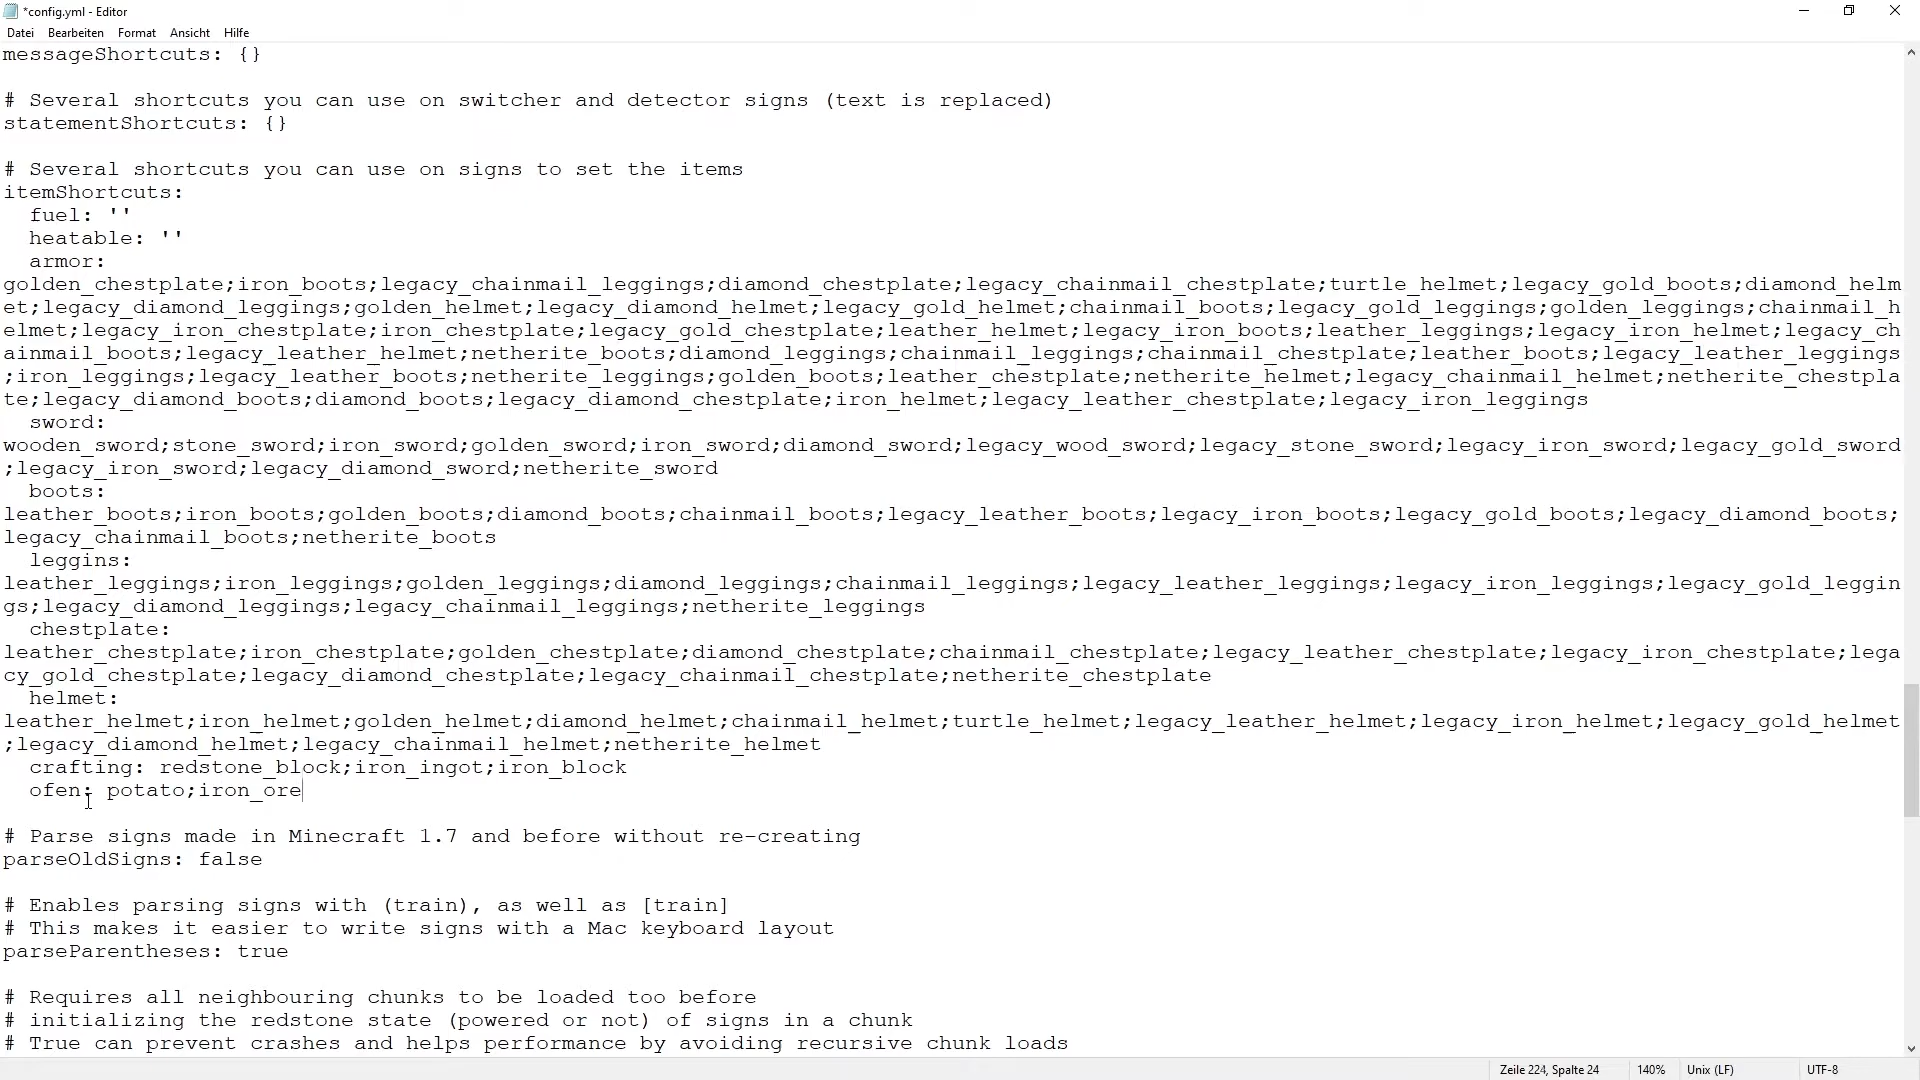 *config.yml - Editor
Datei Bearbeiten Format Ansicht Hilfe
messageShortcuts: {}
# Several shortcuts you can use on switcher and detector signs (text is replaced)
statementShortcuts: {}
# Several shortcuts you can use on signs to set the items
itemShortcuts:
  fuel: ''
  heatable: ''
  armor:
golden_chestplate;iron_boots;legacy_chainmail_leggings;diamond_chestplate;legacy_chainmail_chestplate;turtle_helmet;legacy_gold_boots;diamond_helm
et;legacy_diamond_leggings;golden_helmet;legacy_diamond_helmet;legacy_gold_helmet;chainmail_boots;legacy_gold_leggings;golden_leggings;chainmail_h
elmet;legacy_iron_chestplate;iron_chestplate;legacy_gold_chestplate;leather_helmet;legacy_iron_boots;leather_leggings;legacy_iron_helmet;legacy_ch
ainmail_boots;legacy_leather_helmet;netherite_boots;diamond_leggings;chainmail_leggings;chainmail_chestplate;leather_boots;legacy_leather_leggings
;iron_leggings;legacy_leather_boots;netherite_leggings;golden_boots;leather_chestplate;netherite_helmet;legacy_chainmail_helmet;netherite_chestpla
te;legacy_diamond_boots;diamond_boots;legacy_diamond_chestplate;iron_helmet;legacy_leather_chestplate;legacy_iron_leggings
  sword:
wooden_sword;stone_sword;iron_sword;golden_sword;iron_sword;diamond_sword;legacy_wood_sword;legacy_stone_sword;legacy_iron_sword;legacy_gold_sword
;legacy_iron_sword;legacy_diamond_sword;netherite_sword
  boots:
leather_boots;iron_boots;golden_boots;diamond_boots;chainmail_boots;legacy_leather_boots;legacy_iron_boots;legacy_gold_boots;legacy_diamond_boots;
legacy_chainmail_boots;netherite_boots
  leggins:
leather_leggings;iron_leggings;golden_leggings;diamond_leggings;chainmail_leggings;legacy_leather_leggings;legacy_iron_leggings;legacy_gold_leggin
gs;legacy_diamond_leggings;legacy_chainmail_leggings;netherite_leggings
  chestplate:
leather_chestplate;iron_chestplate;golden_chestplate;diamond_chestplate;chainmail_chestplate;legacy_leather_chestplate;legacy_iron_chestplate;lega
cy_gold_chestplate;legacy_diamond_chestplate;legacy_chainmail_chestplate;netherite_chestplate
  helmet:
leather_helmet;iron_helmet;golden_helmet;diamond_helmet;chainmail_helmet;turtle_helmet;legacy_leather_helmet;legacy_iron_helmet;legacy_gold_helmet
;legacy_diamond_helmet;legacy_chainmail_helmet;netherite_helmet
  crafting: redstone_block;iron_ingot;iron_block
  ofen: potato;iron_ore
# Parse signs made in Minecraft 1.7 and before without re-creating
parseOldSigns: false
# Enables parsing signs with (train), as well as [train]
# This makes it easier to write signs with a Mac keyboard layout
parseParentheses: true
# Requires all neighbouring chunks to be loaded too before
# initializing the redstone state (powered or not) of signs in a chunk
# True can prevent crashes and helps performance by avoiding recursive chunk loads
Zeile 224, Spalte 24 140% Unix (LF) UTF-8